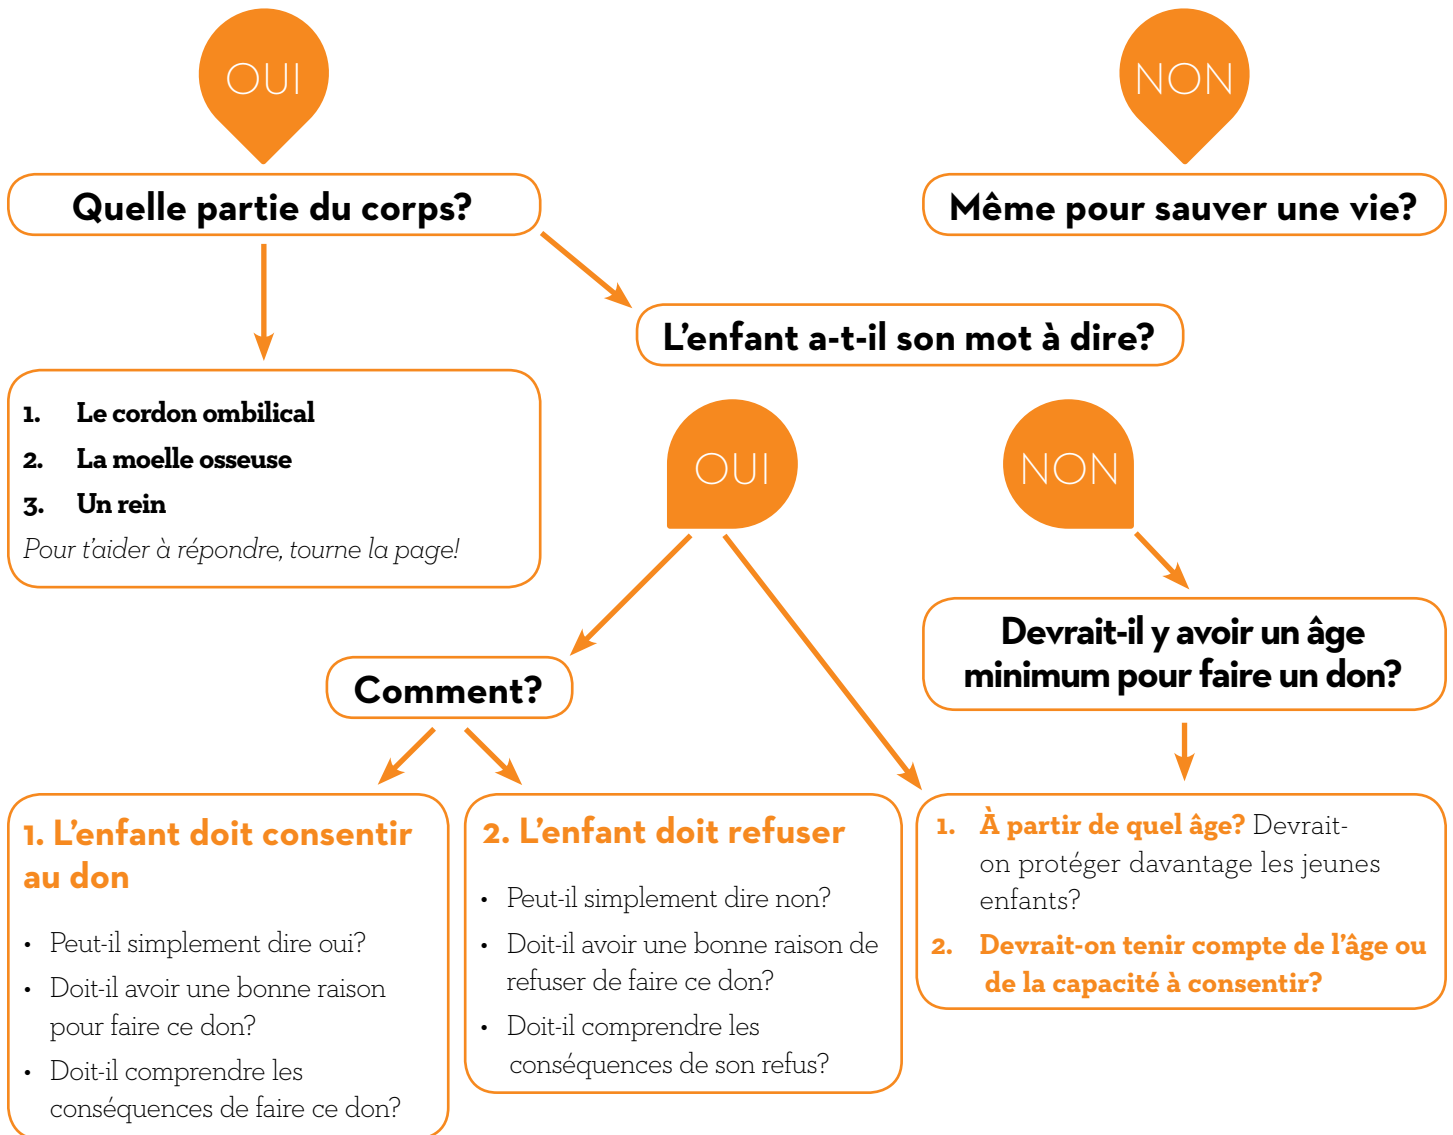 OUI
NON
Quelle partie du corps?
Même pour sauver une vie?
L'enfant a-t-il son mot à dire?
1. Le cordon ombilical
2. La moelle osseuse
3. Un rein
Pour t'aider à répondre, tourne la page!
OUI
NON
Comment?
Devrait-il y avoir un âge
minimum pour faire un don?
1. L'enfant doit consentir
au don
• Peut-il simplement dire oui?
• Doit-il avoir une bonne raison
pour faire ce don?
• Doit-il comprendre les
conséquences de faire ce don?
2. L'enfant doit refuser
• Peut-il simplement dire non?
• Doit-il avoir une bonne raison de
refuser de faire ce don?
• Doit-il comprendre les
conséquences de son refus?
1. À partir de quel âge? Devrait-
on protéger davantage les jeunes
enfants?
2. Devrait-on tenir compte de l'âge ou
de la capacité à consentir?